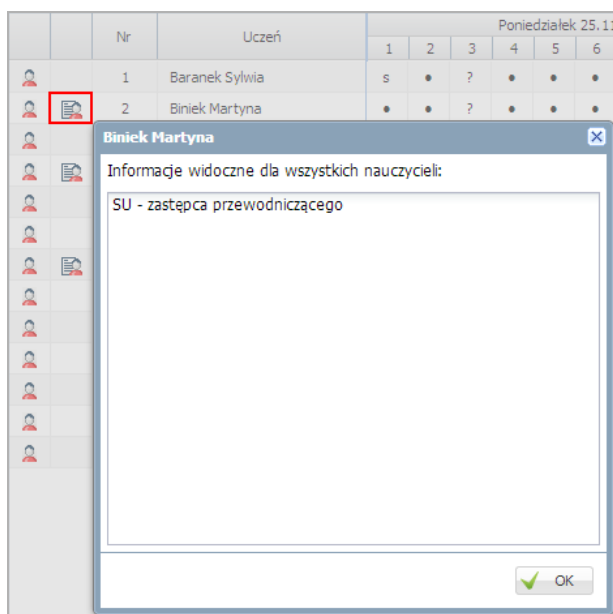 Nr Uczeń Poniedziałek 25.11
1 2 3 4 5 6
1 Baranek Sylwia s • ? • • •
2 Biniek Martyna • • ? • • •
Biniek Martyna
Informacje widoczne dla wszystkich nauczycieli:
SU - zastępca przewodniczącego
OK